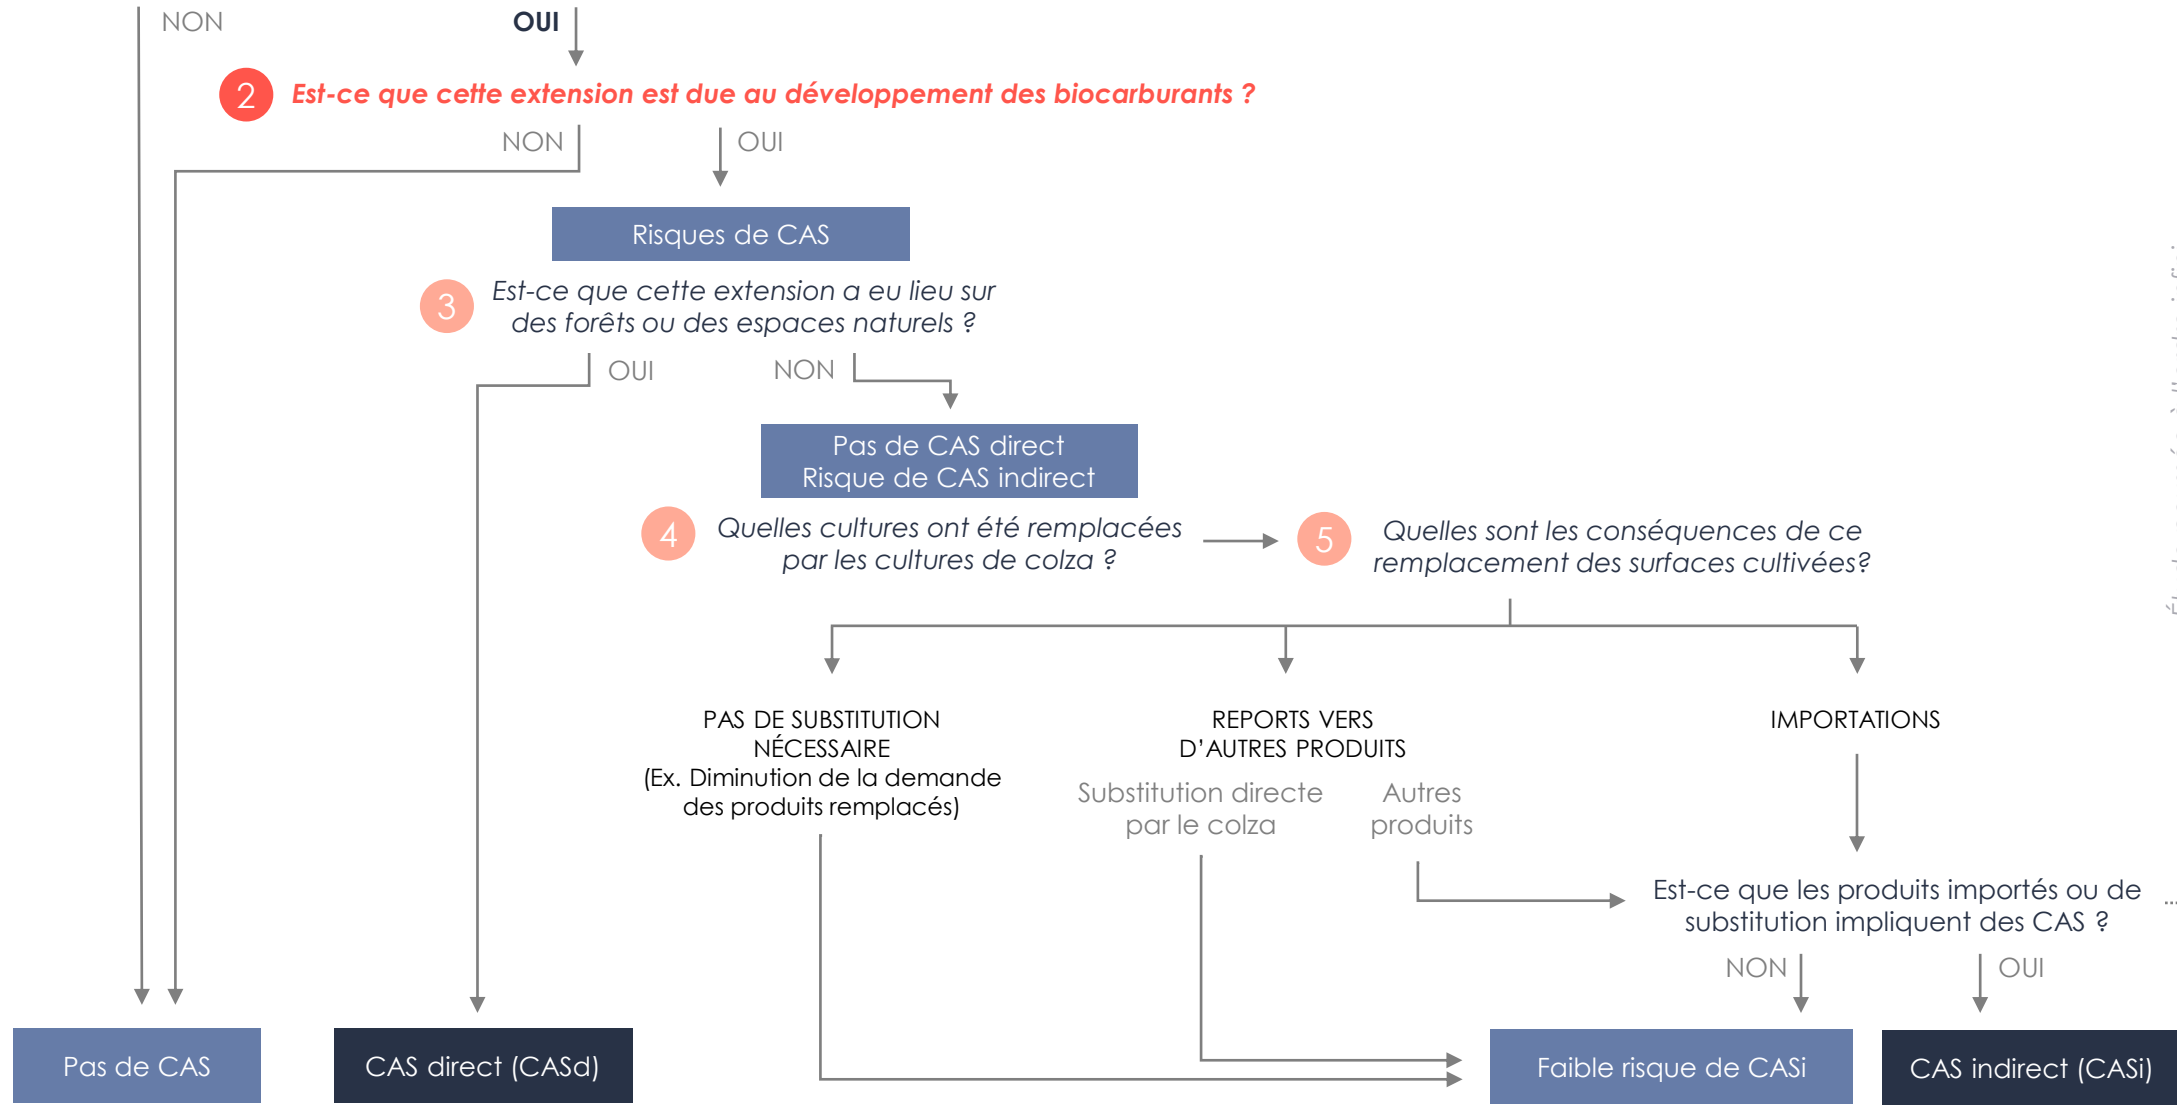 NON
OUI
2
Est-ce que cette extension est due au développement des biocarburants ?
NON
OUI
Risques de CAS
3
Est-ce que cette extension a eu lieu sur
des forêts ou des espaces naturels ?
OUI
NON
Pas de CAS direct
Risque de CAS indirect
4
Quelles cultures ont été remplacées
par les cultures de colza ?
5
Quelles sont les conséquences de ce
remplacement des surfaces cultivées?
PAS DE SUBSTITUTION
NÉCESSAIRE
(Ex. Diminution de la demande
des produits remplacés)
REPORTS VERS
D’AUTRES PRODUITS
Substitution directe
par le colza
Autres
produits
IMPORTATIONS
Est-ce que les produits importés ou de
substitution impliquent des CAS ?
NON
OUI
Pas de CAS
CAS direct (CASd)
Faible risque de CASi
CAS indirect (CASi)